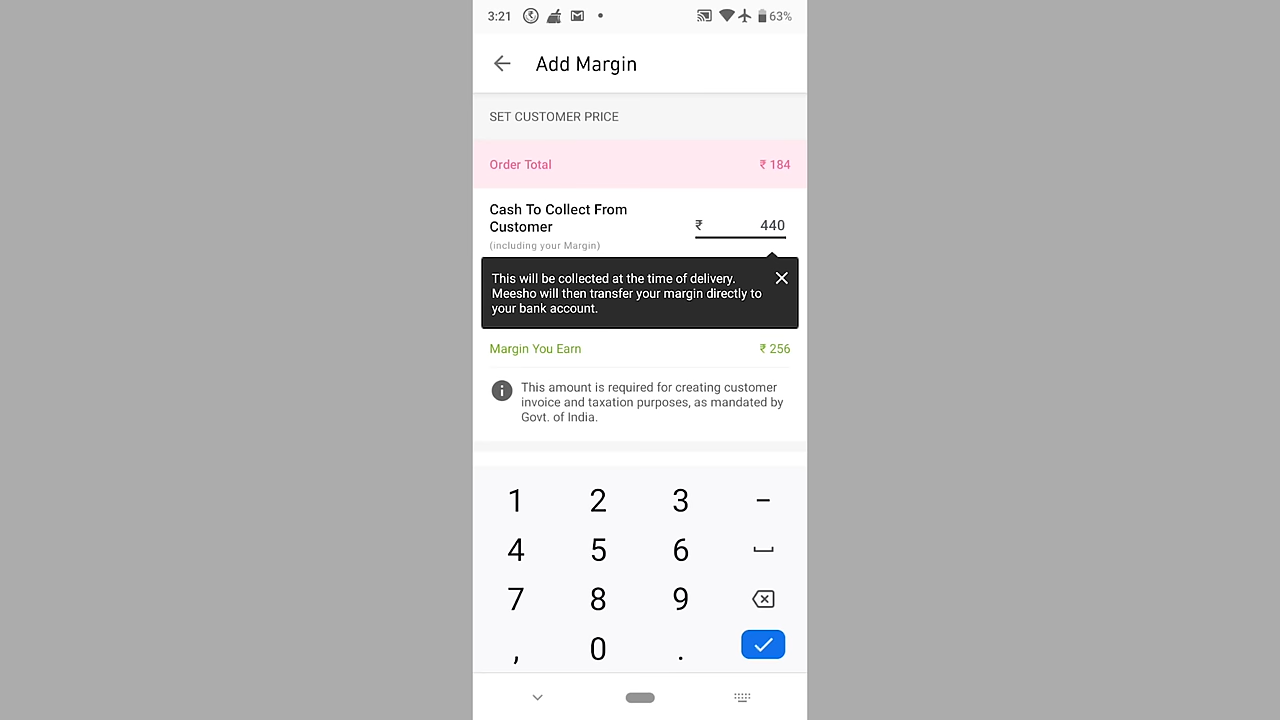 3:21 63%
Add Margin
SET CUSTOMER PRICE
Order Total ₹ 184
Cash To Collect From
Customer
₹ 440
(including your Margin)
This will be collected at the time of delivery.
Meesho will then transfer your margin directly to
your bank account.
Margin You Earn ₹ 256
This amount is required for creating customer
invoice and taxation purposes, as mandated by
Govt. of India.
1 2 3 -
4 5 6
7 8 9
, 0 .